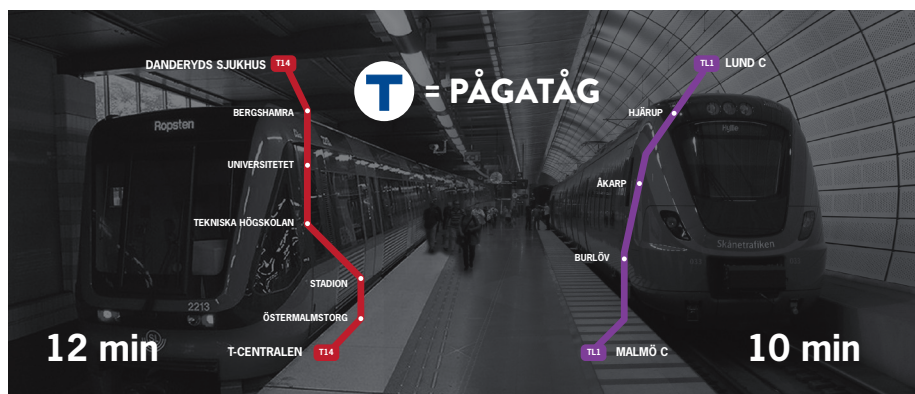 DANDERYDS SJUKHUS T14
TL1 LUND C
T = PÅGATÅG
BERGSHAMRA
HJÄRUP
Ropsten
Hyllie
UNIVERSITETET
ÅKARP
TEKNISKA HÖGSKOLAN
Skånetrafiken
BURLÖV
STADION
2213
ÖSTERMALMSTORG
12 min
T-CENTRALEN T14
TL1 MALMÖ C
10 min